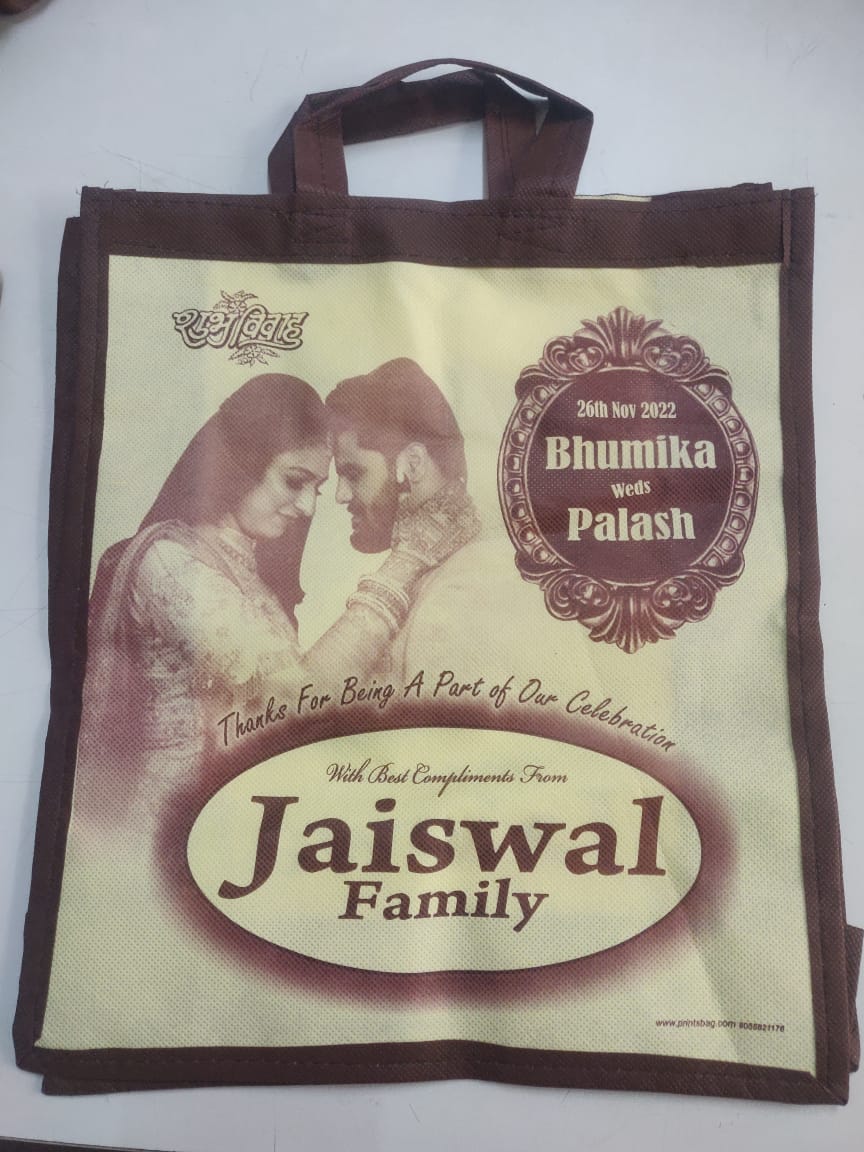 शुभ विवाह
26th Nov 2022
Bhumika
Weds
Palash
Thanks For Being A Part of Our Celebration
With Best Compliments From
Jaiswal
Family
www.printsbag.com 8055821176